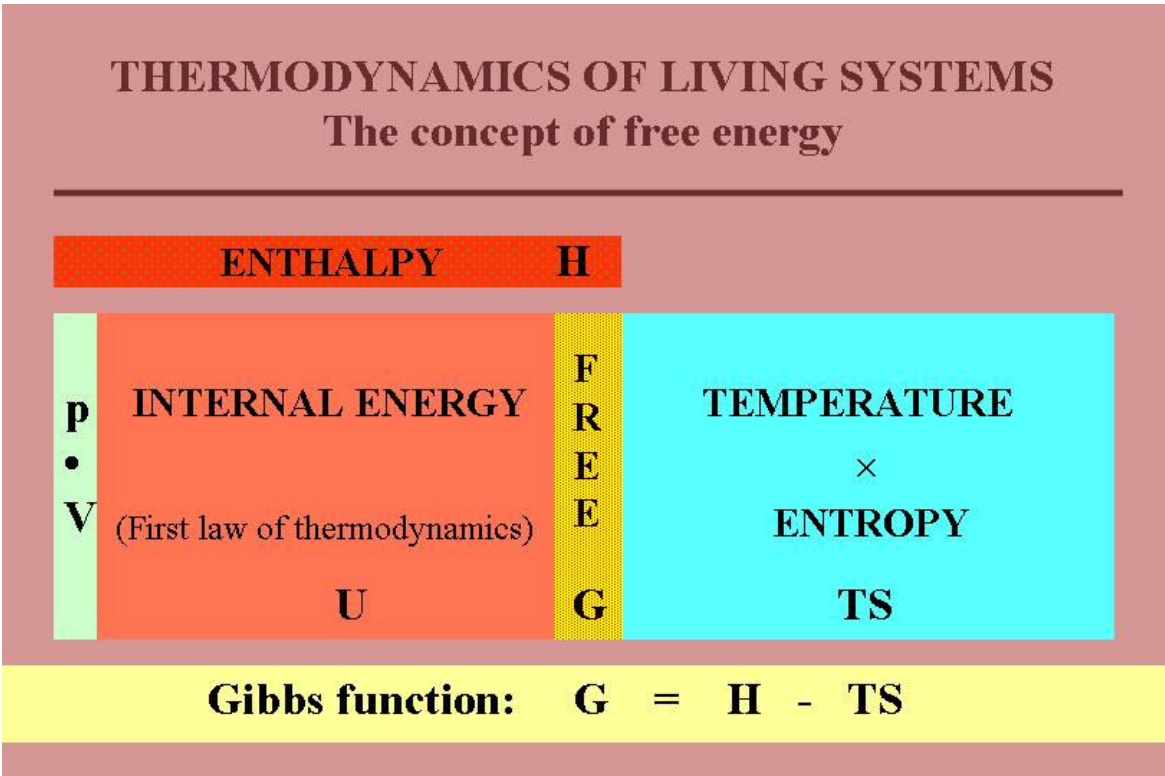 THERMODYNAMICS OF LIVING SYSTEMS
The concept of free energy
ENTHALPY H
p
•
V
INTERNAL ENERGY
(First law of thermodynamics)
U
F
R
E
E
G
TEMPERATURE
×
ENTROPY
TS
Gibbs function: G = H - TS